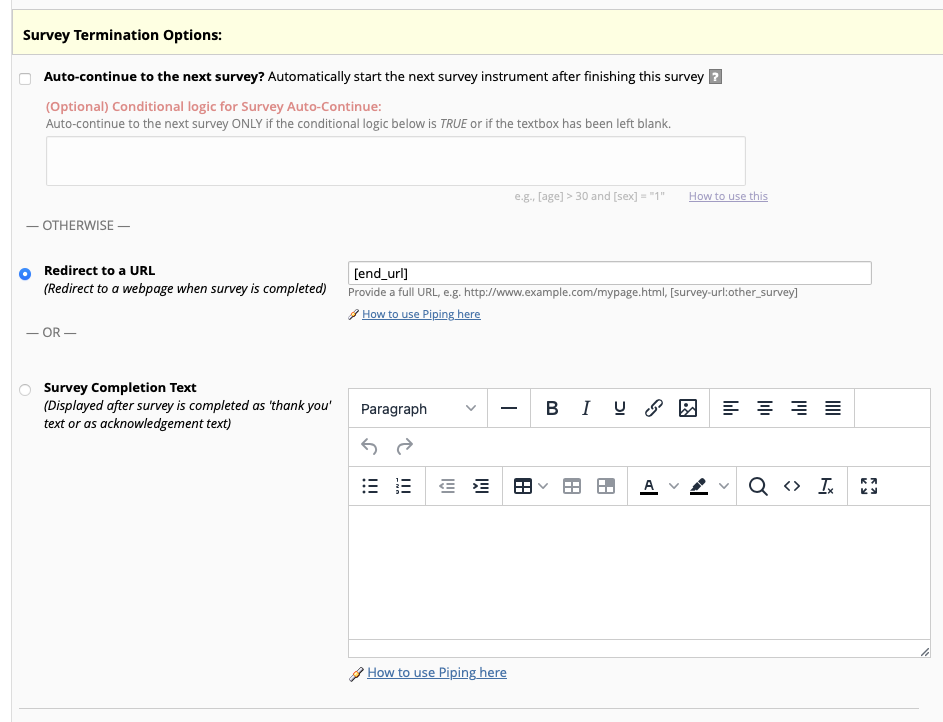 Survey Termination Options:
Auto-continue to the next survey? Automatically start the next survey instrument after finishing this survey ?
(Optional) Conditional logic for Survey Auto-Continue:
Auto-continue to the next survey ONLY if the conditional logic below is TRUE or if the textbox has been left blank.
e.g., [age] > 30 and [sex] = "1" How to use this
— OTHERWISE —
Redirect to a URL
(Redirect to a webpage when survey is completed)
[end_url]
Provide a full URL, e.g. http://www.example.com/mypage.html, [survey-url:other_survey]
How to use Piping here
— OR —
Survey Completion Text
(Displayed after survey is completed as 'thank you'
text or as acknowledgement text)
Paragraph
How to use Piping here